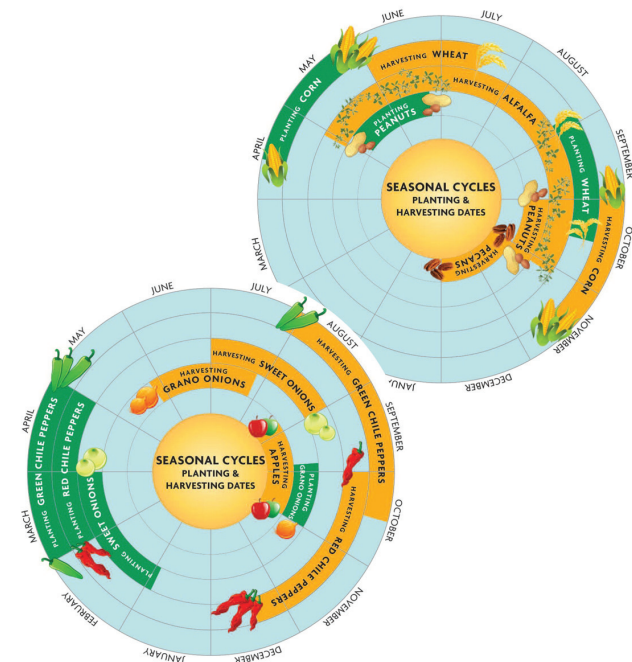 JUNE
JULY
AUGUST
SEPTEMBER
OCTOBER
NOVEMBER
DECEMBER
JANU
MARCH
APRIL
MAY
PLANTING CORN
HARVESTING WHEAT
HARVESTING ALFALFA
PLANTING
PEANUTS
PLANTING WHEAT
HARVESTING
PEANUTS
HARVESTING
PECANS
HARVESTING CORN
SEASONAL CYCLES
PLANTING &
HARVESTING DATES
JUNE
JULY
AUGUST
SEPTEMBER
OCTOBER
NOVEMBER
DECEMBER
JANUARY
FEBRUARY
MARCH
APRIL
MAY
PLANTING GREEN CHILE PEPPERS
PLANTING RED CHILE PEPPERS
PLANTING SWEET ONIONS
HARVESTING
GRANO ONIONS
HARVESTING SWEET ONIONS
HARVESTING GREEN CHILE PEPPERS
HARVESTING
APPLES
PLANTING
GRANO ONIONS
HARVESTING RED CHILE PEPPERS
SEASONAL CYCLES
PLANTING &
HARVESTING DATES